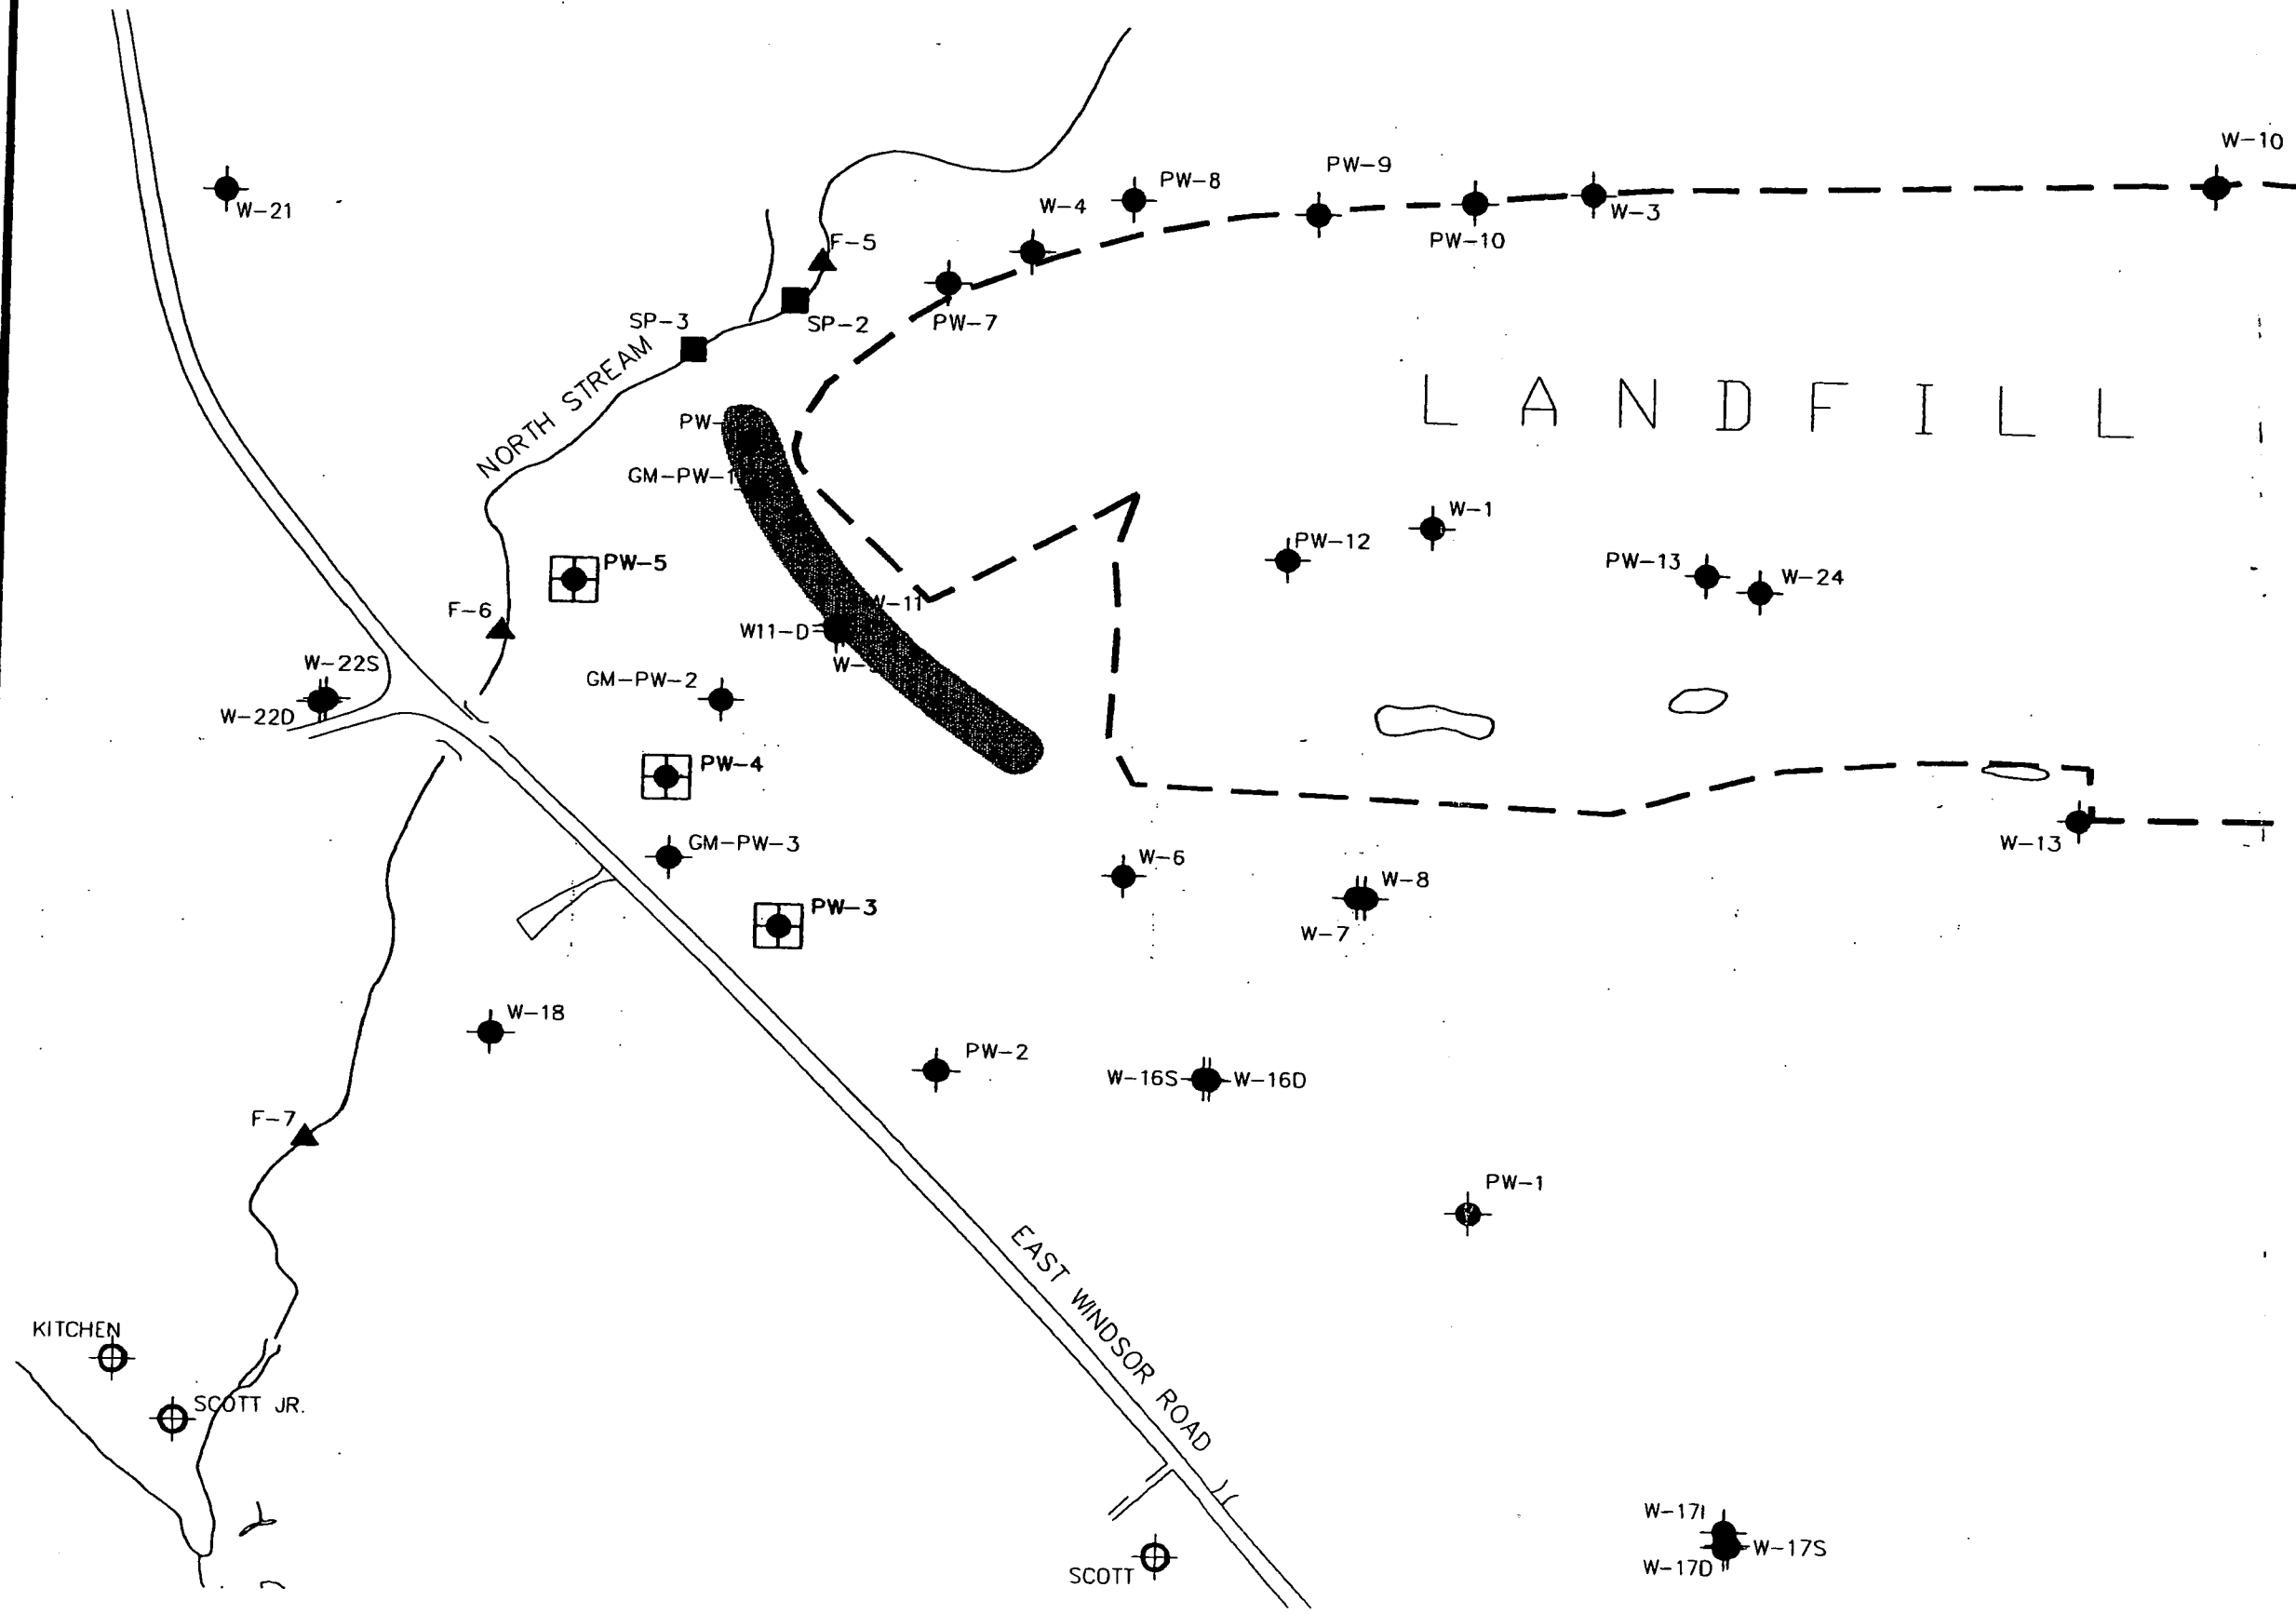 W-10
PW-9
PW-8
W-4
W-21
W-3
F-5
PW-10
SP-3
SP-2
PW-7
NORTH STREAM
LANDFILL
PW-
GM-PW-1
W-1
PW-12
PW-5
PW-13
W-24
F-6
W-11
W11-D
W-22S
W-
GM-PW-2
W-22D
PW-4
GM-PW-3
W-13
W-6
W-8
PW-3
W-7
W-18
PW-2
W-16S
W-16D
F-7
PW-1
EAST WINDSOR ROAD
KITCHEN
SCOTT JR.
W-17I
W-17S
SCOTT
W-17D